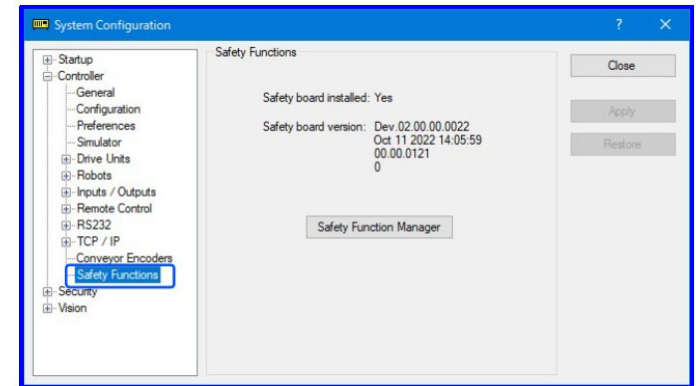 System Configuration
?
Startup
Controller
General
Configuration
Preferences
Simulator
Drive Units
Robots
Inputs / Outputs
Remote Control
RS232
TCP / IP
Conveyor Encoders
Safety Functions
Security
Vision
Safety Functions
Safety board installed: Yes
Safety board version: Dev.02.00.00.0022
Oct 11 2022 14:05:59
00.00.0121
0
Safety Function Manager
Close
Apply
Restore